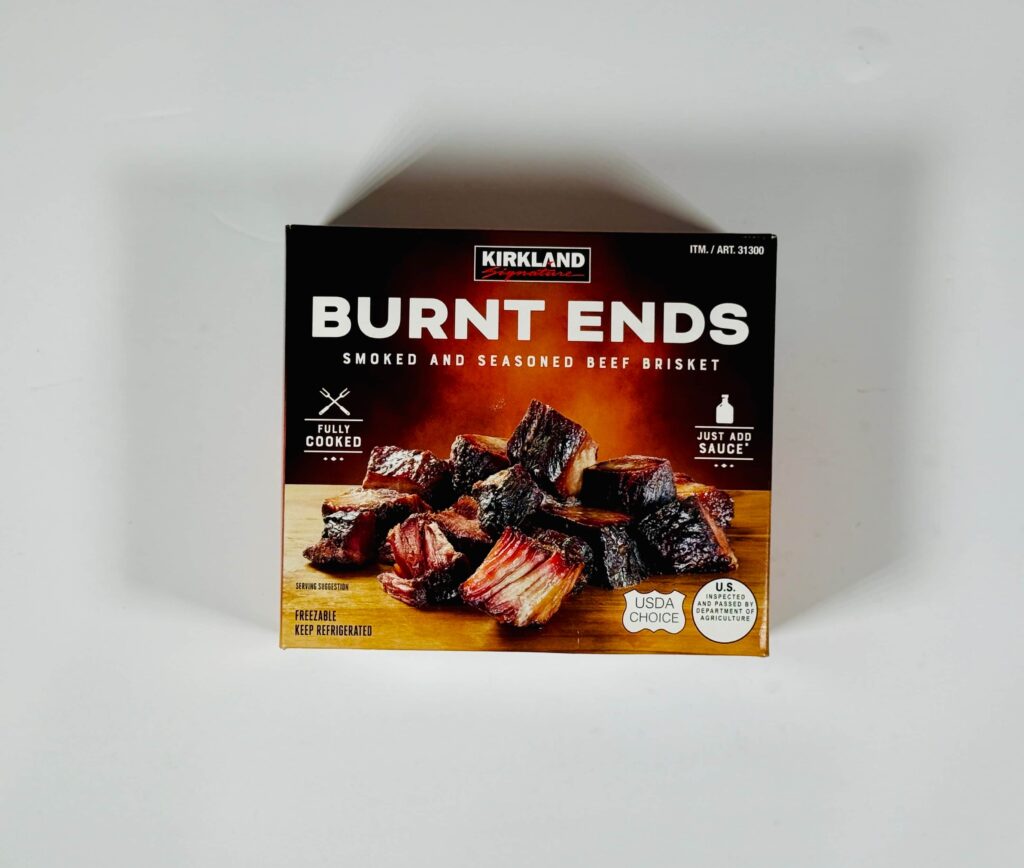 KIRKLAND
Signature
ITM. / ART. 31300
BURNT ENDS
SMOKED AND SEASONED BEEF BRISKET
FULLY
COOKED
JUST ADD
SAUCE*
SERVING SUGGESTION
FREEZABLE
KEEP REFRIGERATED
USDA
CHOICE
U.S.
INSPECTED
AND PASSED BY
DEPARTMENT OF
AGRICULTURE